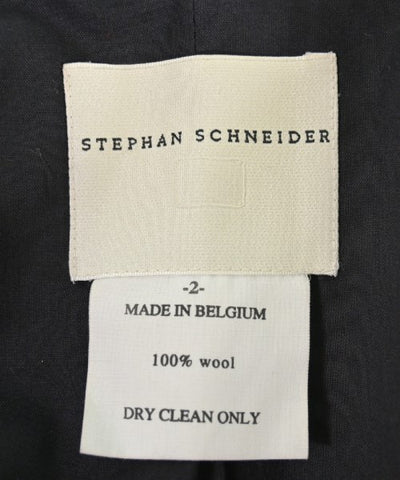 STEPHAN SCHNEIDER
-2-
MADE IN BELGIUM
100% wool
DRY CLEAN ONLY